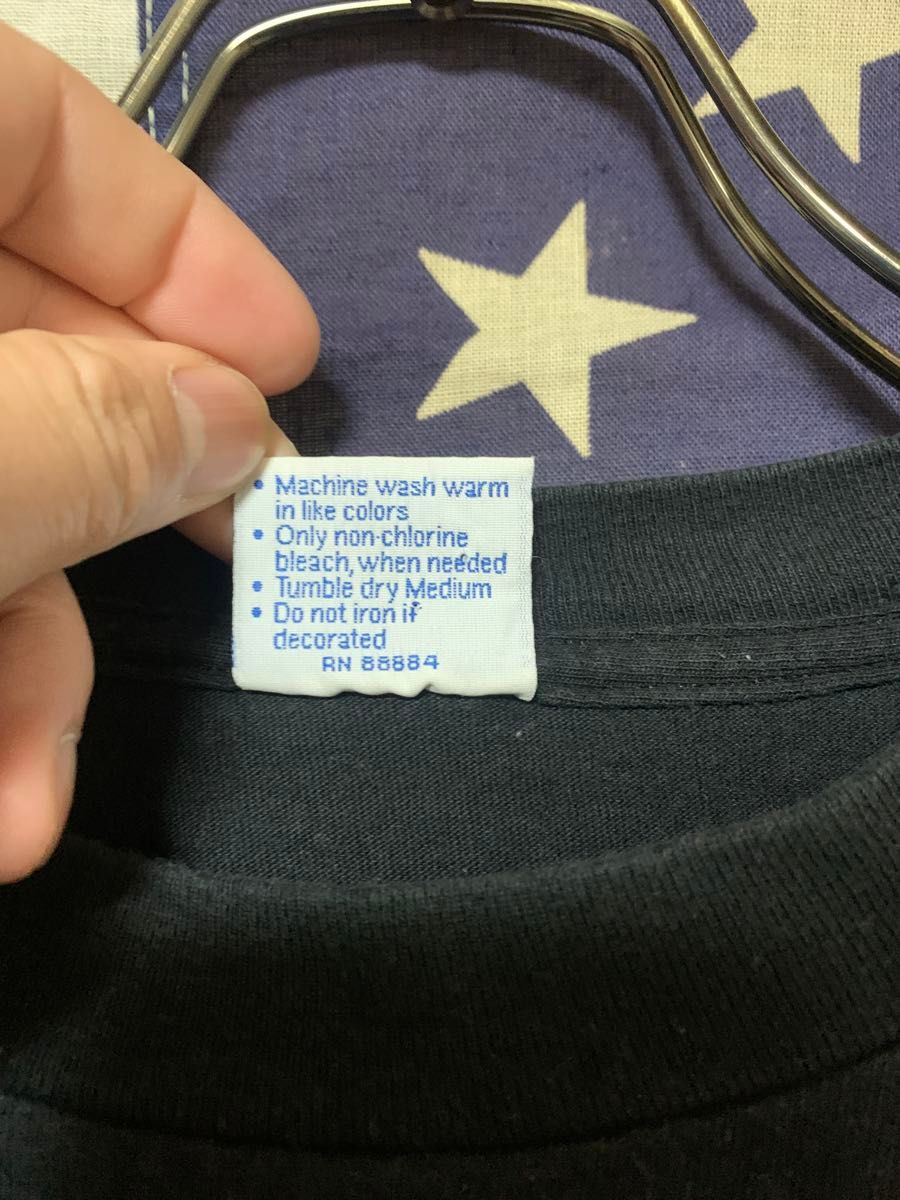 • Machine wash warm
in like colors
• Only non-chlorine
bleach, when needed
• Tumble dry Medium
• Do not iron if
decorated
RN 88884